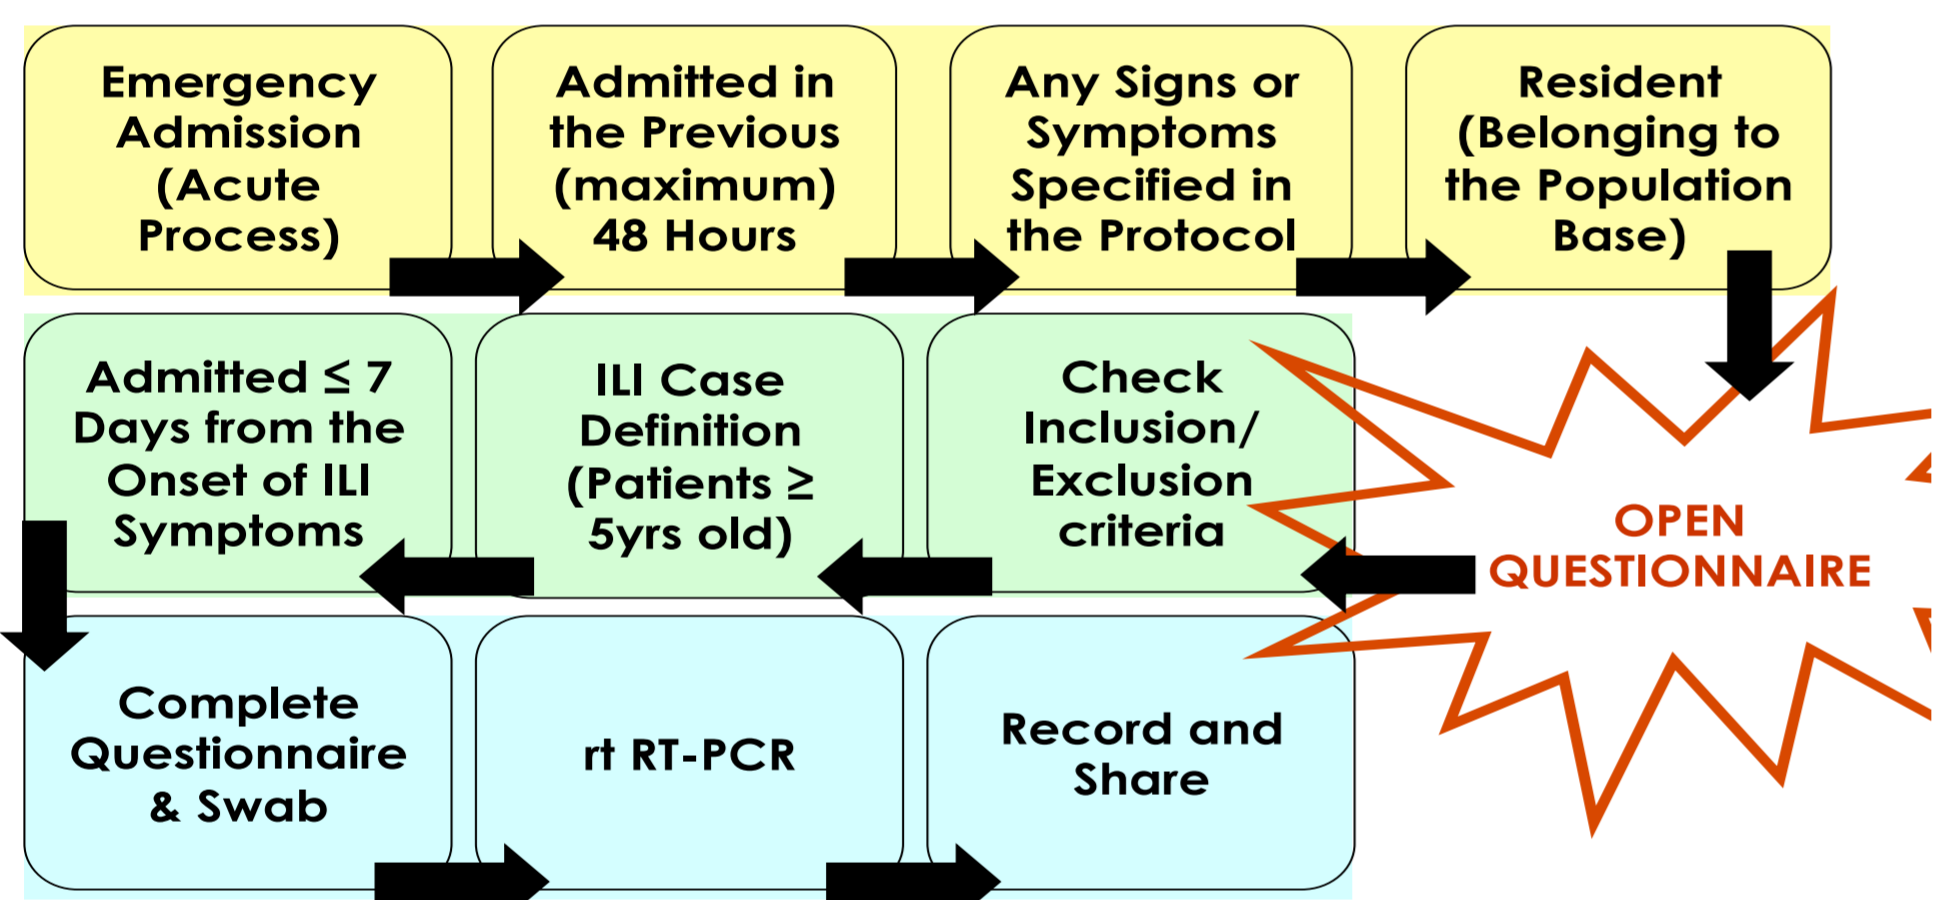 Emergency
Admission
(Acute
Process)
Admitted in
the Previous
(maximum)
48 Hours
Any Signs or
Symptoms
Specified in
the Protocol
Resident
(Belonging to
the Population
Base)
OPEN
QUESTIONNAIRE
Check
Inclusion/
Exclusion
criteria
ILI Case
Definition
(Patients ≥
5yrs old)
Admitted ≤ 7
Days from the
Onset of ILI
Symptoms
Complete
Questionnaire
& Swab
rt RT-PCR
Record and
Share